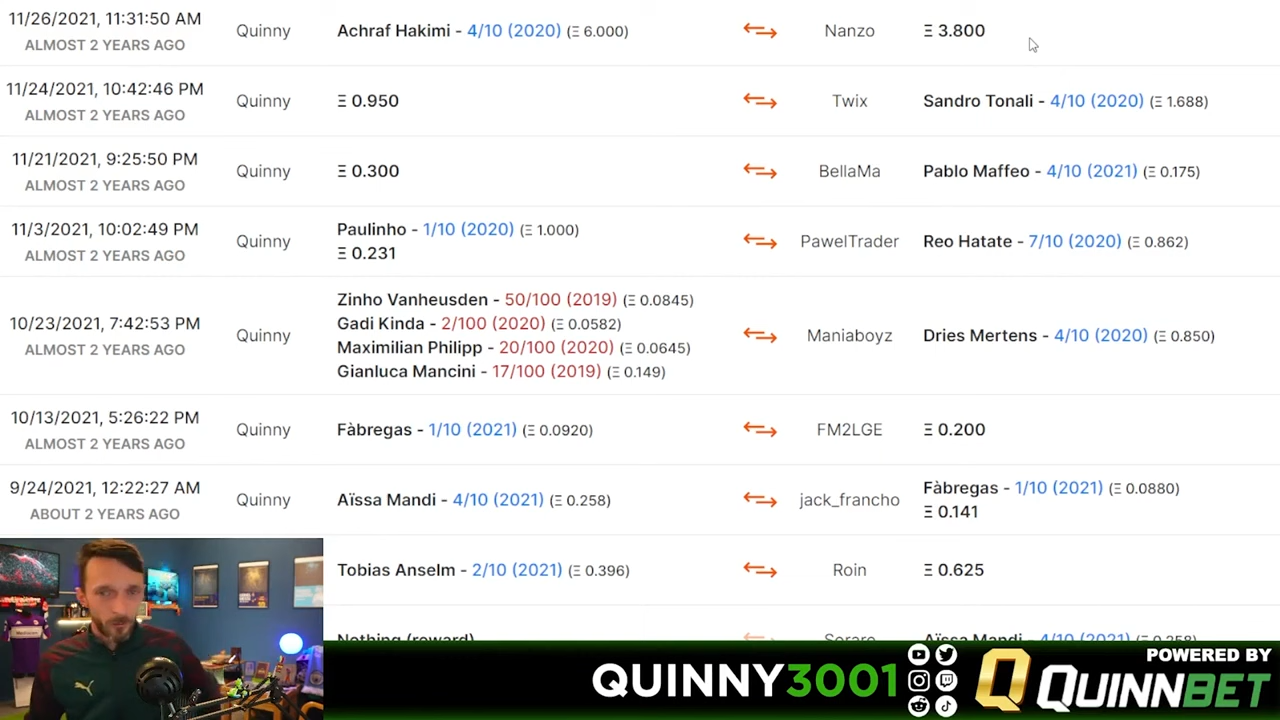 11/26/2021, 11:31:50 AM
ALMOST 2 YEARS AGO
Quinny
Achraf Hakimi - 4/10 (2020) (Ξ 6.000)
Nanzo
Ξ 3.800
11/24/2021, 10:42:46 PM
ALMOST 2 YEARS AGO
Quinny
Ξ 0.950
Twix
Sandro Tonali - 4/10 (2020) (Ξ 1.688)
11/21/2021, 9:25:50 PM
ALMOST 2 YEARS AGO
Quinny
Ξ 0.300
BellaMa
Pablo Maffeo - 4/10 (2021) (Ξ 0.175)
11/3/2021, 10:02:49 PM
ALMOST 2 YEARS AGO
Quinny
Paulinho - 1/10 (2020) (Ξ 1.000)
Ξ 0.231
PawelTrader
Reo Hatate - 7/10 (2020) (Ξ 0.862)
10/23/2021, 7:42:53 PM
ALMOST 2 YEARS AGO
Quinny
Zinho Vanheusden - 50/100 (2019) (Ξ 0.0845)
Gadi Kinda - 2/100 (2020) (Ξ 0.0582)
Maximilian Philipp - 20/100 (2020) (Ξ 0.0645)
Gianluca Mancini - 17/100 (2019) (Ξ 0.149)
Maniaboyz
Dries Mertens - 4/10 (2020) (Ξ 0.850)
10/13/2021, 5:26:22 PM
ALMOST 2 YEARS AGO
Quinny
Fàbregas - 1/10 (2021) (Ξ 0.0920)
FM2LGE
Ξ 0.200
9/24/2021, 12:22:27 AM
ABOUT 2 YEARS AGO
Quinny
Aïssa Mandi - 4/10 (2021) (Ξ 0.258)
jack_francho
Fàbregas - 1/10 (2021) (Ξ 0.0880)
Ξ 0.141
Tobias Anselm - 2/10 (2021) (Ξ 0.396)
Roin
Ξ 0.625
Nothing (reward)
Sorare
Aïssa Mandi - 4/10 (2021) (Ξ 0.258)
QUINNY3001
POWERED BY
QUINNBET